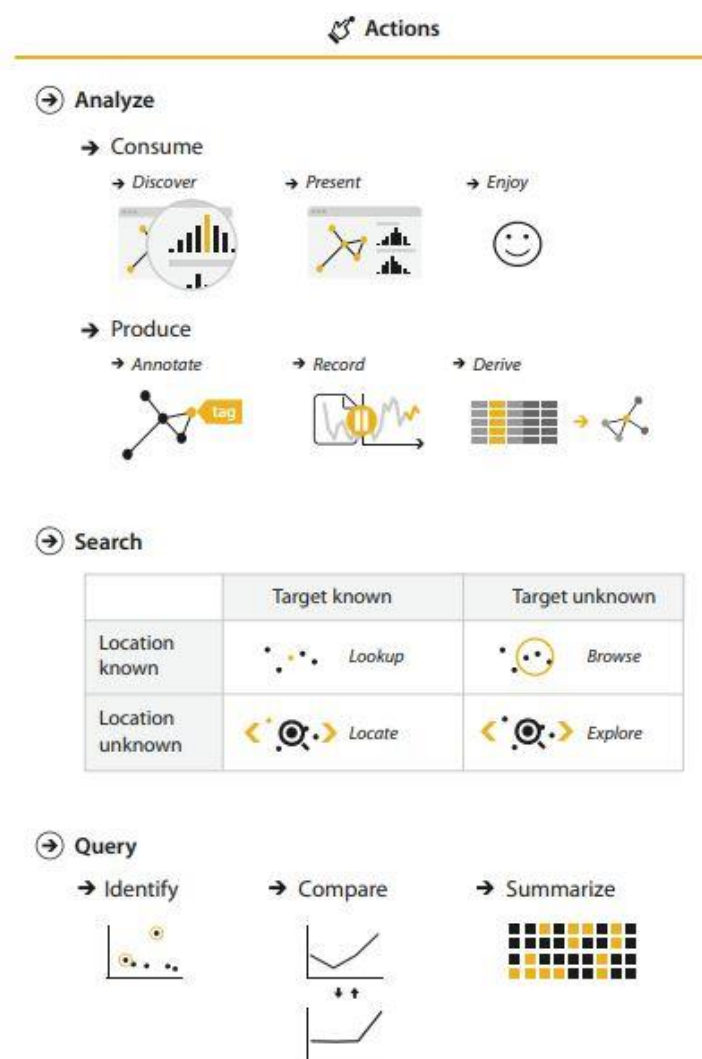 Actions
Analyze
Consume
Discover
Present
Enjoy
Produce
Annotate
Record
Derive
tag
Search
Target known
Target unknown
Location known
Lookup
Browse
Location unknown
Locate
Explore
Query
Identify
Compare
Summarize